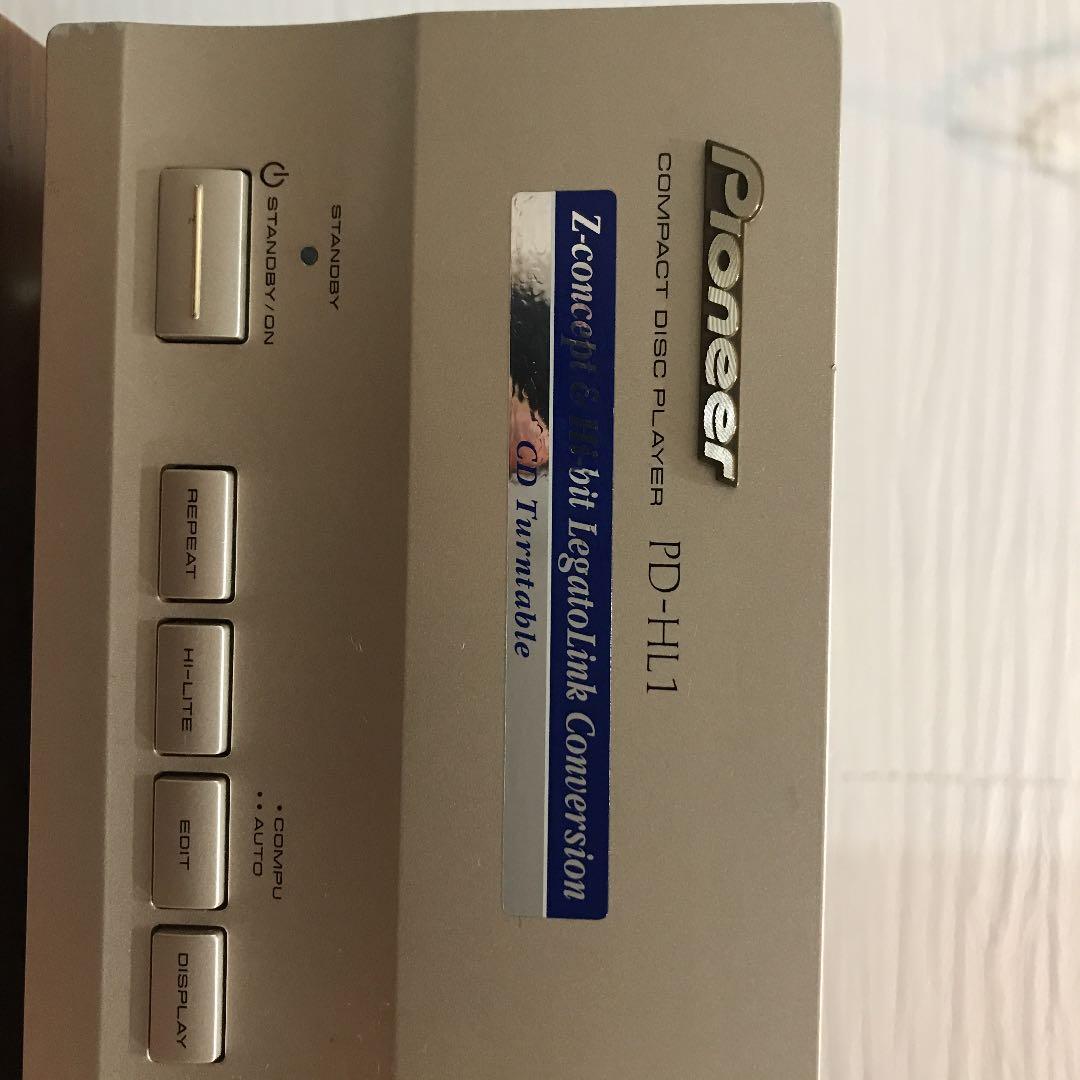 Pioneer
COMPACT DISC PLAYER PD-HL1
Z-concept & Hi-bit LegatoLink Conversion
CD Turntable
STANDBY
STANDBY/ON
• COMPU
•• AUTO
REPEAT
HI-LITE
EDIT
DISPLAY